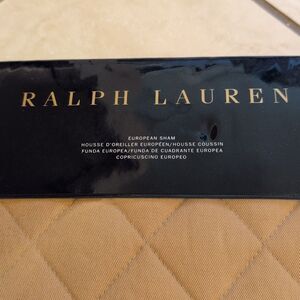 RALPH LAUREN
EUROPEAN SHAM
HOUSSE D'OREILLER EUROPÉEN/HOUSSE COUSSIN
FUNDA EUROPEA/FUNDA DE CUADRANTE EUROPEA
COPRICUSCINO EUROPEO